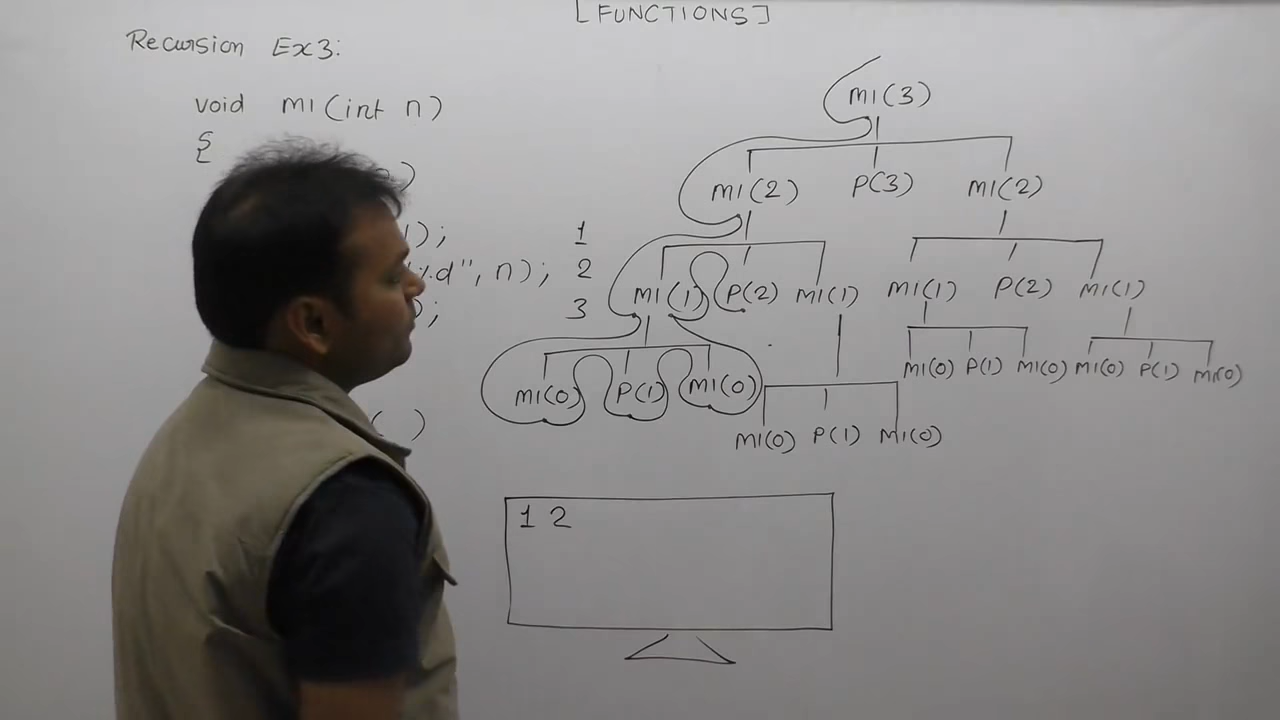 [FUNCTIONS]
Recursion Ex3:
void m1(int n)
{
);
1
"%d", n); 2
); 3
( )
m1(3)
m1(2) P(3) m1(2)
m1(1) P(2) m1(1) m1(1) P(2) m1(1)
m1(0) P(1) m1(0) m1(0) P(1) m1(0) m1(0) P(1) m1(0)
m1(0) P(1) m1(0)
1 2